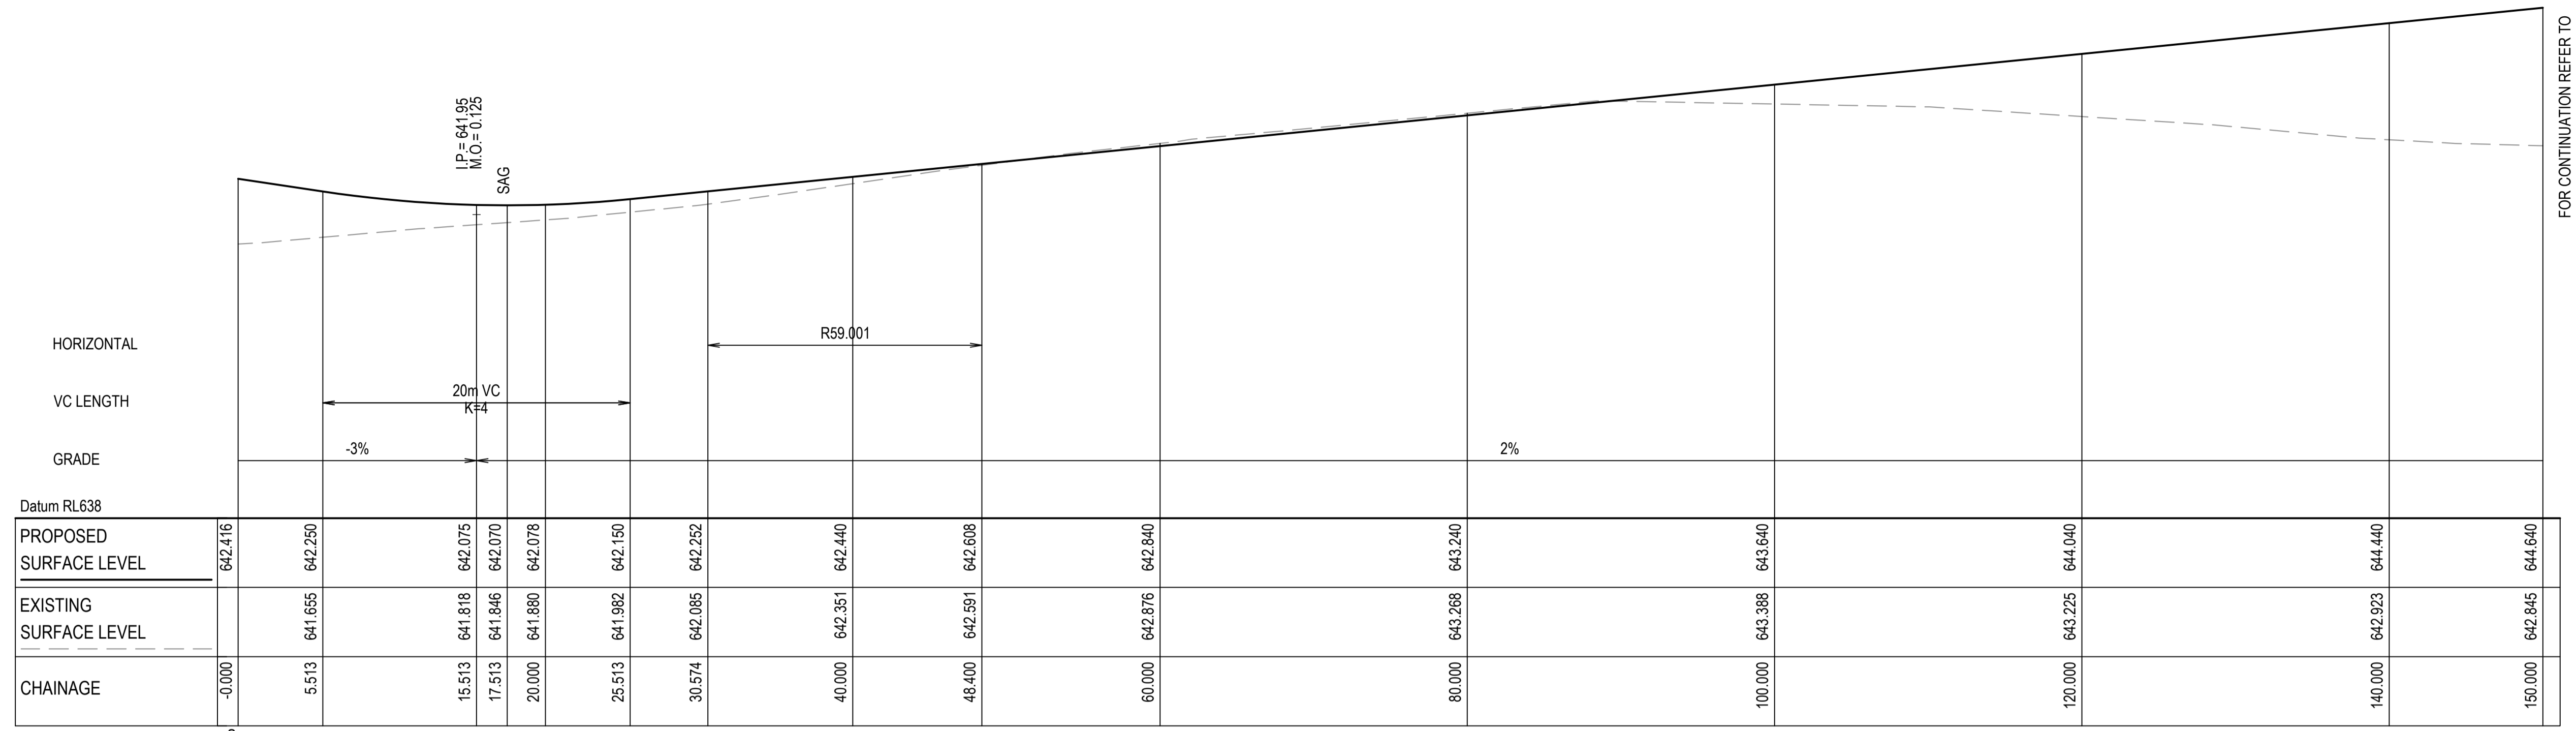 FOR CONTINUATION REFER TO
I.P.= 641.95
M.O.= 0.125
SAG
HORIZONTAL
R59.001
VC LENGTH
20m VC
K=4
GRADE
-3%
2%
Datum RL638
PROPOSED
SURFACE LEVEL
642.416 642.250 642.075 642.070 642.078 642.150 642.252 642.440 642.608 642.840 643.240 643.640 644.040 644.440 644.640
EXISTING
SURFACE LEVEL
641.655 641.818 641.846 641.880 641.982 642.085 642.351 642.591 642.876 643.268 643.388 643.225 642.923 642.845
CHAINAGE
-0.000 5.513 15.513 17.513 20.000 25.513 30.574 40.000 48.400 60.000 80.000 100.000 120.000 140.000 150.000